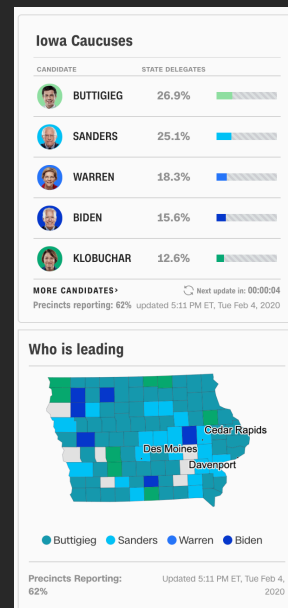 Iowa Caucuses
CANDIDATE STATE DELEGATES
BUTTIGIEG 26.9%
SANDERS 25.1%
WARREN 18.3%
BIDEN 15.6%
KLOBUCHAR 12.6%
MORE CANDIDATES› Next update in: 00:00:04
Precincts reporting: 62% updated 5:11 PM ET, Tue Feb 4, 2020
Who is leading
Cedar Rapids
Des Moines
Davenport
Buttigieg Sanders Warren Biden
Precincts Reporting: Updated 5:11 PM ET, Tue Feb 4,
62% 2020